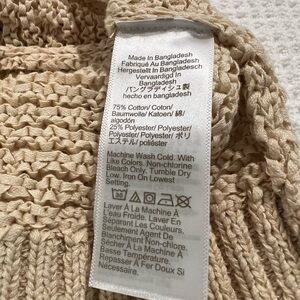 Made In Bangladesh
Fabriqué Au Bangladesh
Hergestellt In Bangladesch
Vervaardigd In
Bangladesh
バングラディシュ製
hecho en bangladesh
75% Cotton/ Coton/
Baumwolle/ Katoen/ 綿/
algodón
25% Polyester/ Polyester/
Polyester/ Polyester/ ポリ
エステル/ poliéster
Machine Wash Cold. With
Like Colors. Non-chlorine
Bleach Only. Tumble Dry
Low. Iron On Lowest
Setting.
Laver À La Machine À
L'eau Froide. Laver En
Séparant Les Couleurs.
Seulement Agent De
Blanchiment Non-chlore.
Sécher À La Machine À
Basse Température.
Repasser À Fer Doux Si
Nécessaire.